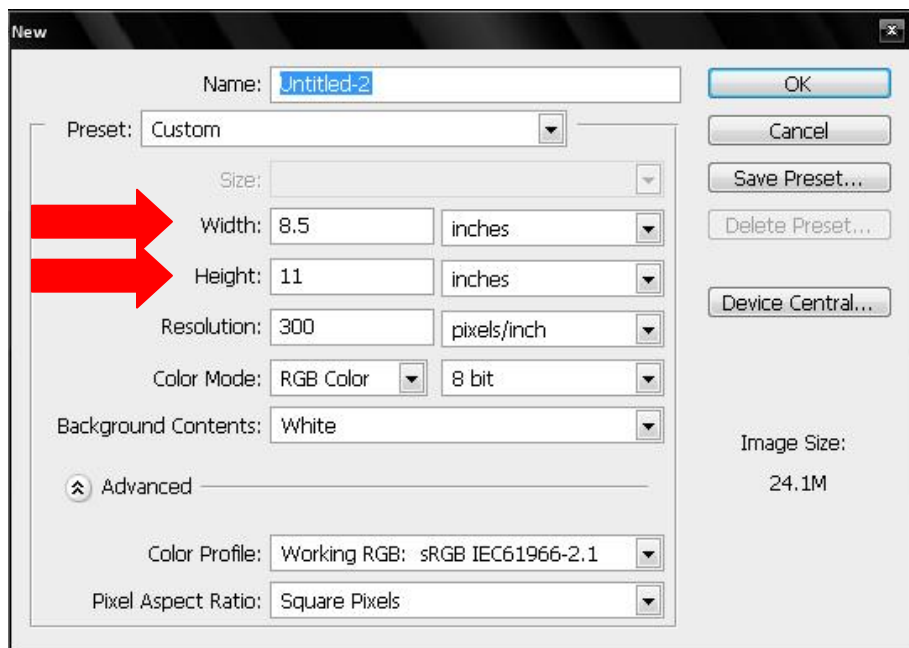 New
Name: Untitled-2
OK
Preset: Custom
Cancel
Size:
Save Preset...
Width: 8.5 inches
Delete Preset...
Height: 11 inches
Device Central...
Resolution: 300 pixels/inch
Color Mode: RGB Color 8 bit
Background Contents: White
Image Size:
24.1M
Advanced
Color Profile: Working RGB: sRGB IEC61966-2.1
Pixel Aspect Ratio: Square Pixels